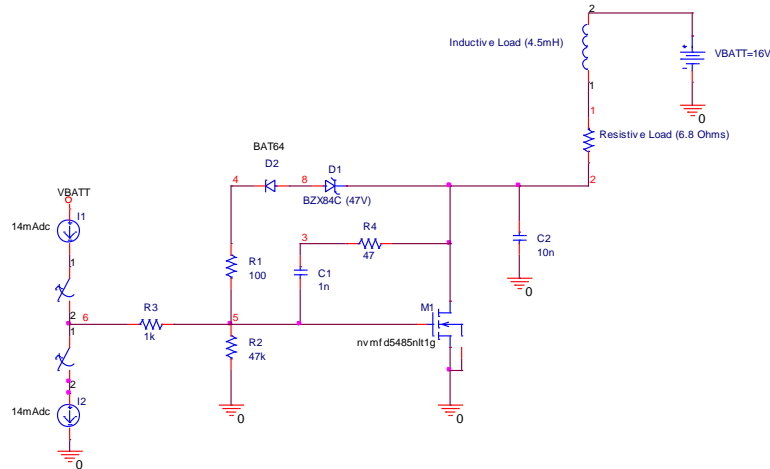 2
Inductive Load (4.5mH)
VBATT=16V
1
0
1
Resistive Load (6.8 Ohms)
BAT64
D2
D1
4
8
2
BZX84C (47V)
VBATT
I1
14mAdc
3
R4
47
C2
10n
R1
100
C1
1n
0
1
M1
R3
2
6
5
1
1k
R2
47k
nvmfd5485nlt1g
2
I2
14mAdc
0
0
0